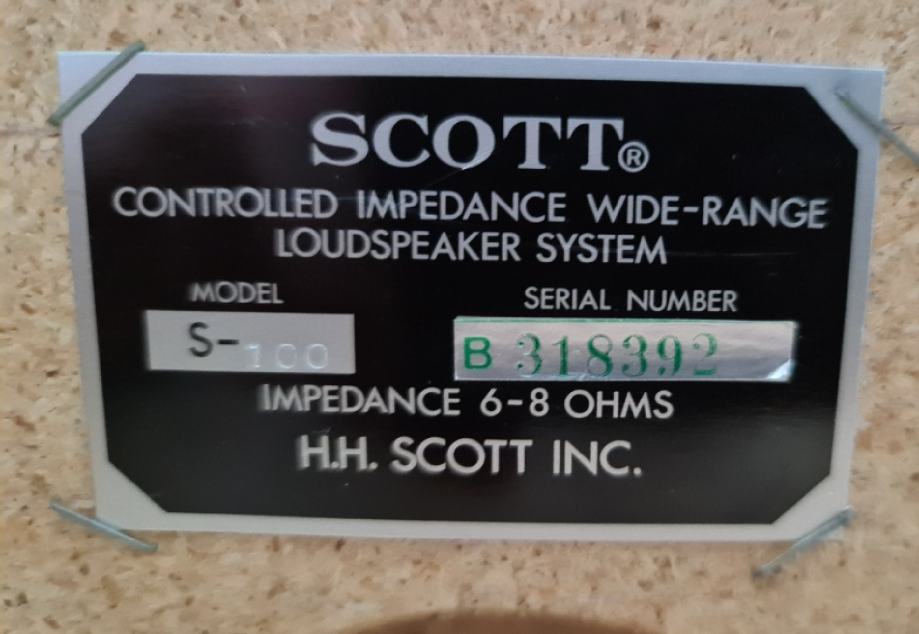 SCOTT®
CONTROLLED IMPEDANCE WIDE-RANGE
LOUDSPEAKER SYSTEM
MODEL SERIAL NUMBER
S-100 B 318392
IMPEDANCE 6-8 OHMS
H.H. SCOTT INC.